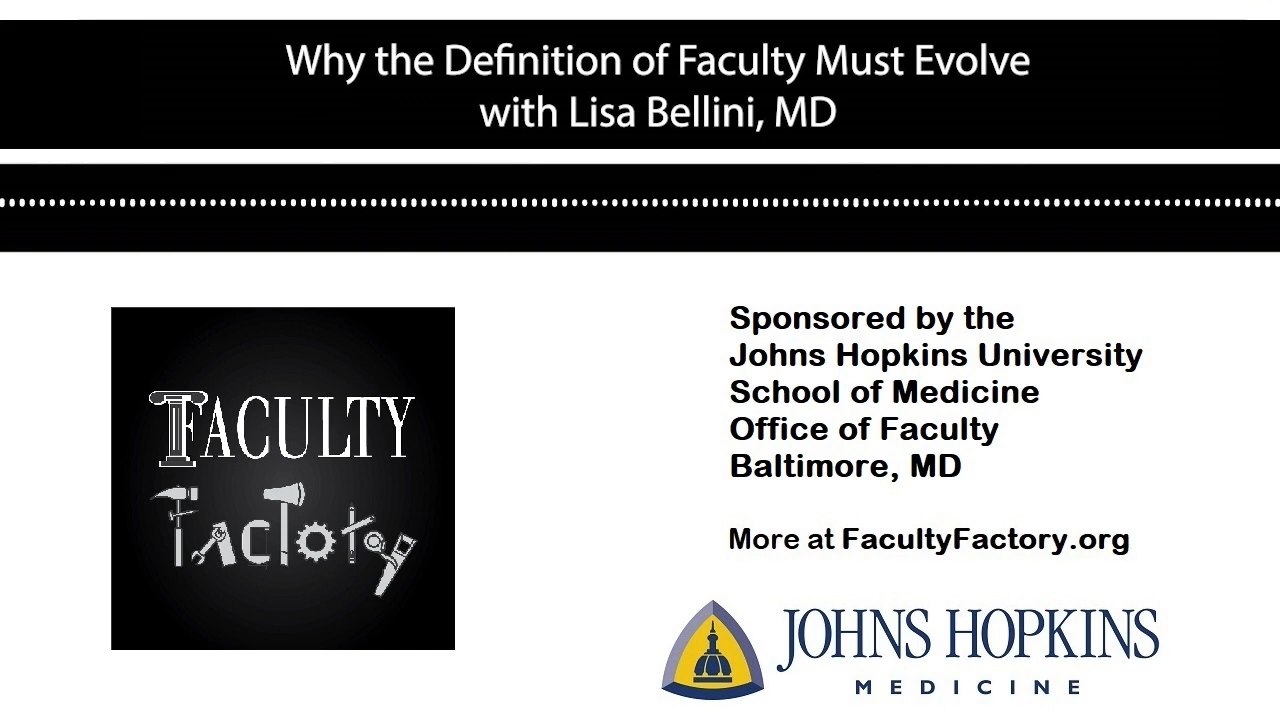 Why the Definition of Faculty Must Evolve
with Lisa Bellini, MD
FACULTY
FACTORY
Sponsored by the
Johns Hopkins University
School of Medicine
Office of Faculty
Baltimore, MD
More at FacultyFactory.org
JOHNS HOPKINS
MEDICINE